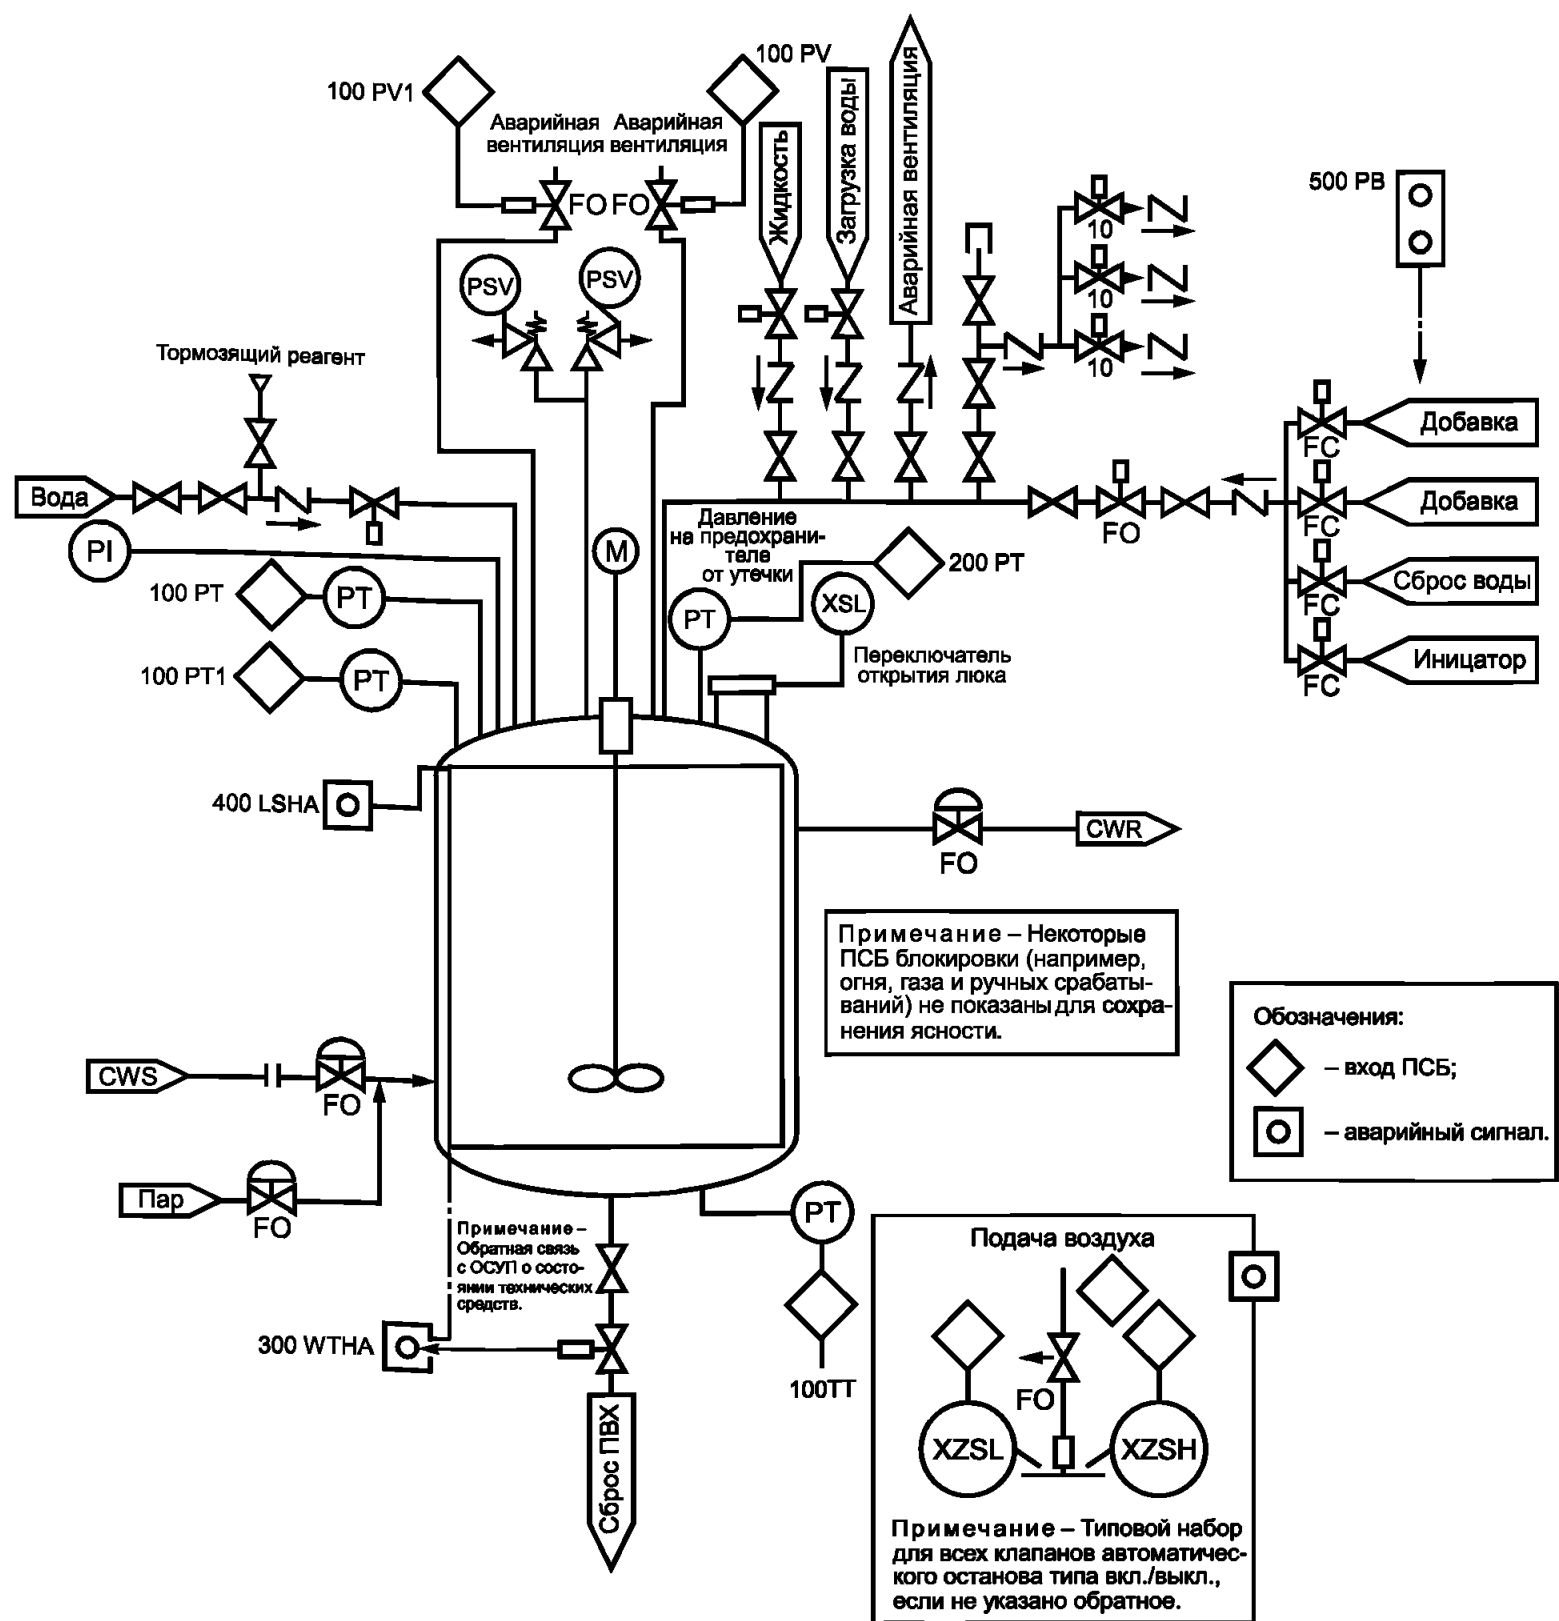 100 PV1
100 PV
Аварийная
вентиляция
Аварийная
вентиляция
FO
FO
PSV
PSV
Жидкость
Загрузка воды
Аварийная вентиляция
10
10
10
500 PB
Тормозящий реагент
Вода
PI
100 PT
PT
100 PT1
PT
M
Давление
на предохрани-
теле
от утечки
PT
200 PT
XSL
Переключатель
открытия люка
FO
FC
Добавка
FC
Добавка
FC
Сброс воды
FC
Иницатор
400 LSHA
FO
CWR
Примечание – Некоторые
ПСБ блокировки (например,
огня, газа и ручных срабаты-
ваний) не показаны для сохра-
нения ясности.
Обозначения:
– вход ПСБ;
– аварийный сигнал.
CWS
FO
Пар
FO
Примечание –
Обратная связь
с ОСУП о состо-
янии технических
средств.
300 WTHA
Сброс ПВХ
PT
100TT
Подача воздуха
FO
XZSL
XZSH
Примечание – Типовой набор
для всех клапанов автоматичес-
кого останова типа вкл./выкл.,
если не указано обратное.